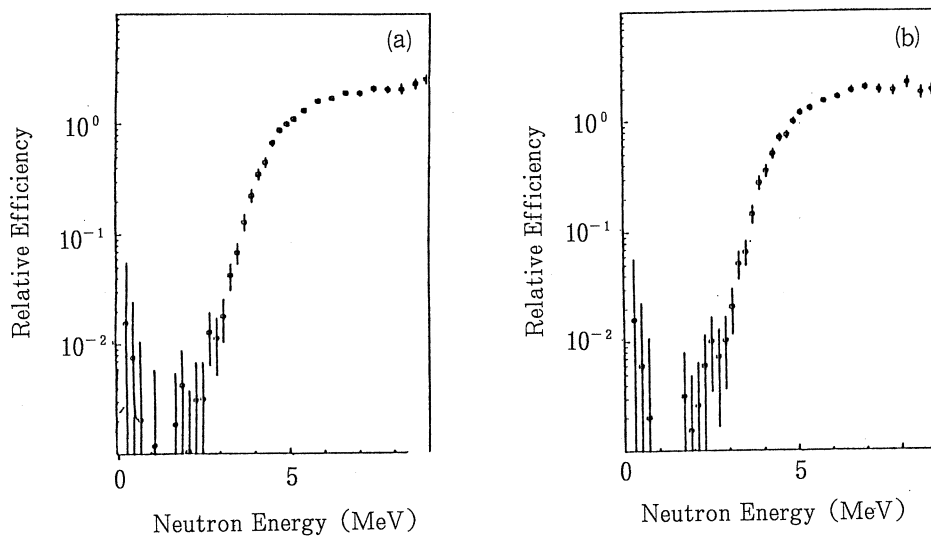 (a)
Relative Efficiency
10⁰
10⁻¹
10⁻²
0
5
Neutron Energy (MeV)
(b)
Relative Efficiency
10⁰
10⁻¹
10⁻²
0
5
Neutron Energy (MeV)